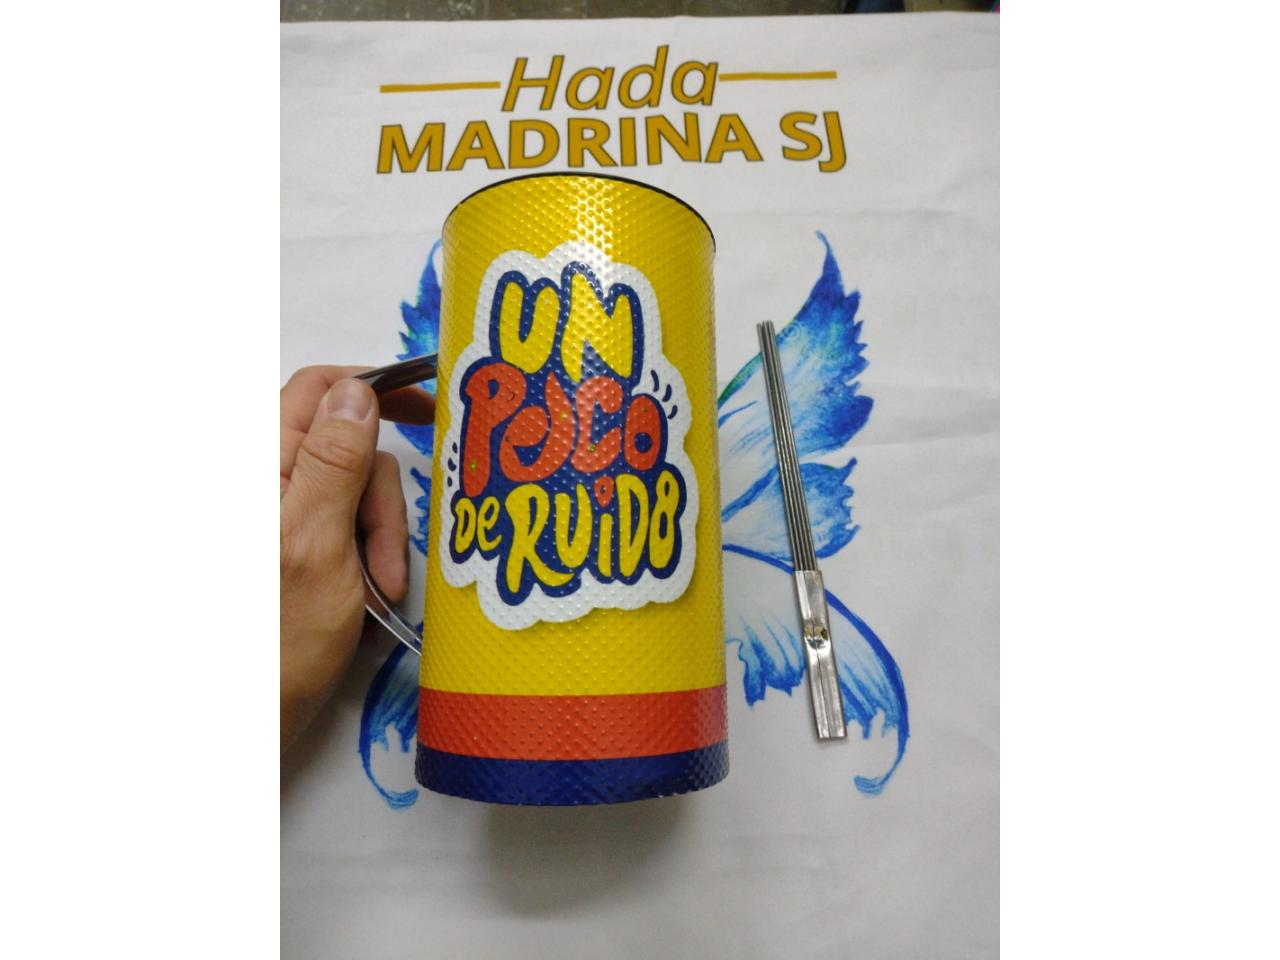 Hada
MADRINA SJ
UN
Poco
De RUiDO